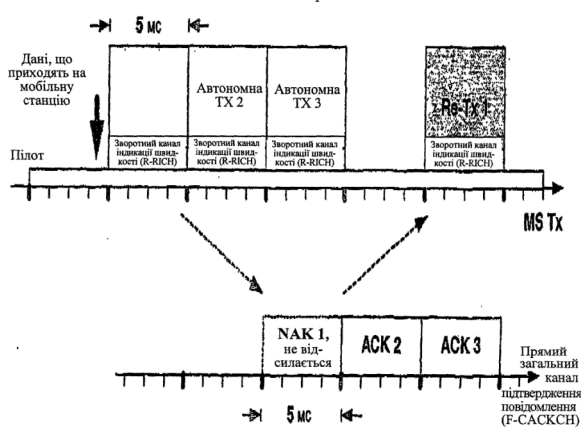 5 мс
Дані, що
приходять на
мобільну
станцію
Автономна
TX 2
Автономна
TX 3
Re-Tx 1
Зворотний канал
індикації швид-
кості (R-RICH)
Зворотний канал
індикації швид-
кості (R-RICH)
Зворотний канал
індикації швид-
кості (R-RICH)
Зворотний канал
індикації швид-
кості (R-RICH)
Пілот
MS Tx
NAK 1,
не від-
силається
ACK 2
ACK 3
Прямий
загальний
канал
підтвердження
повідомлення
(F-CACKCH)
5 мс